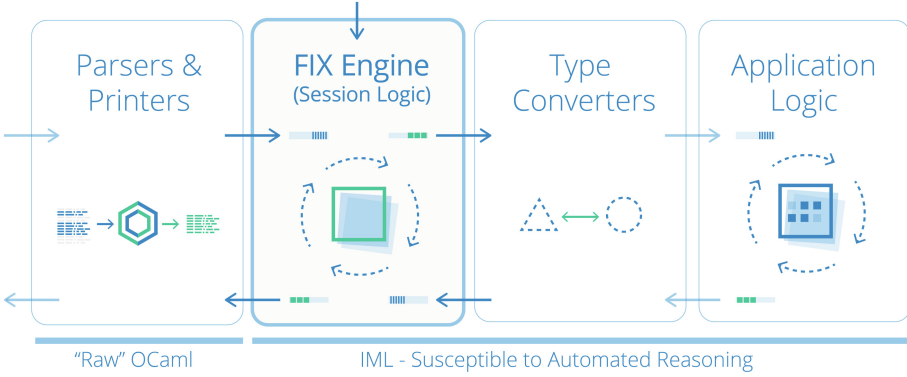 Parsers &
Printers
FIX Engine
(Session Logic)
Type
Converters
Application
Logic
“Raw” OCaml
IML - Susceptible to Automated Reasoning